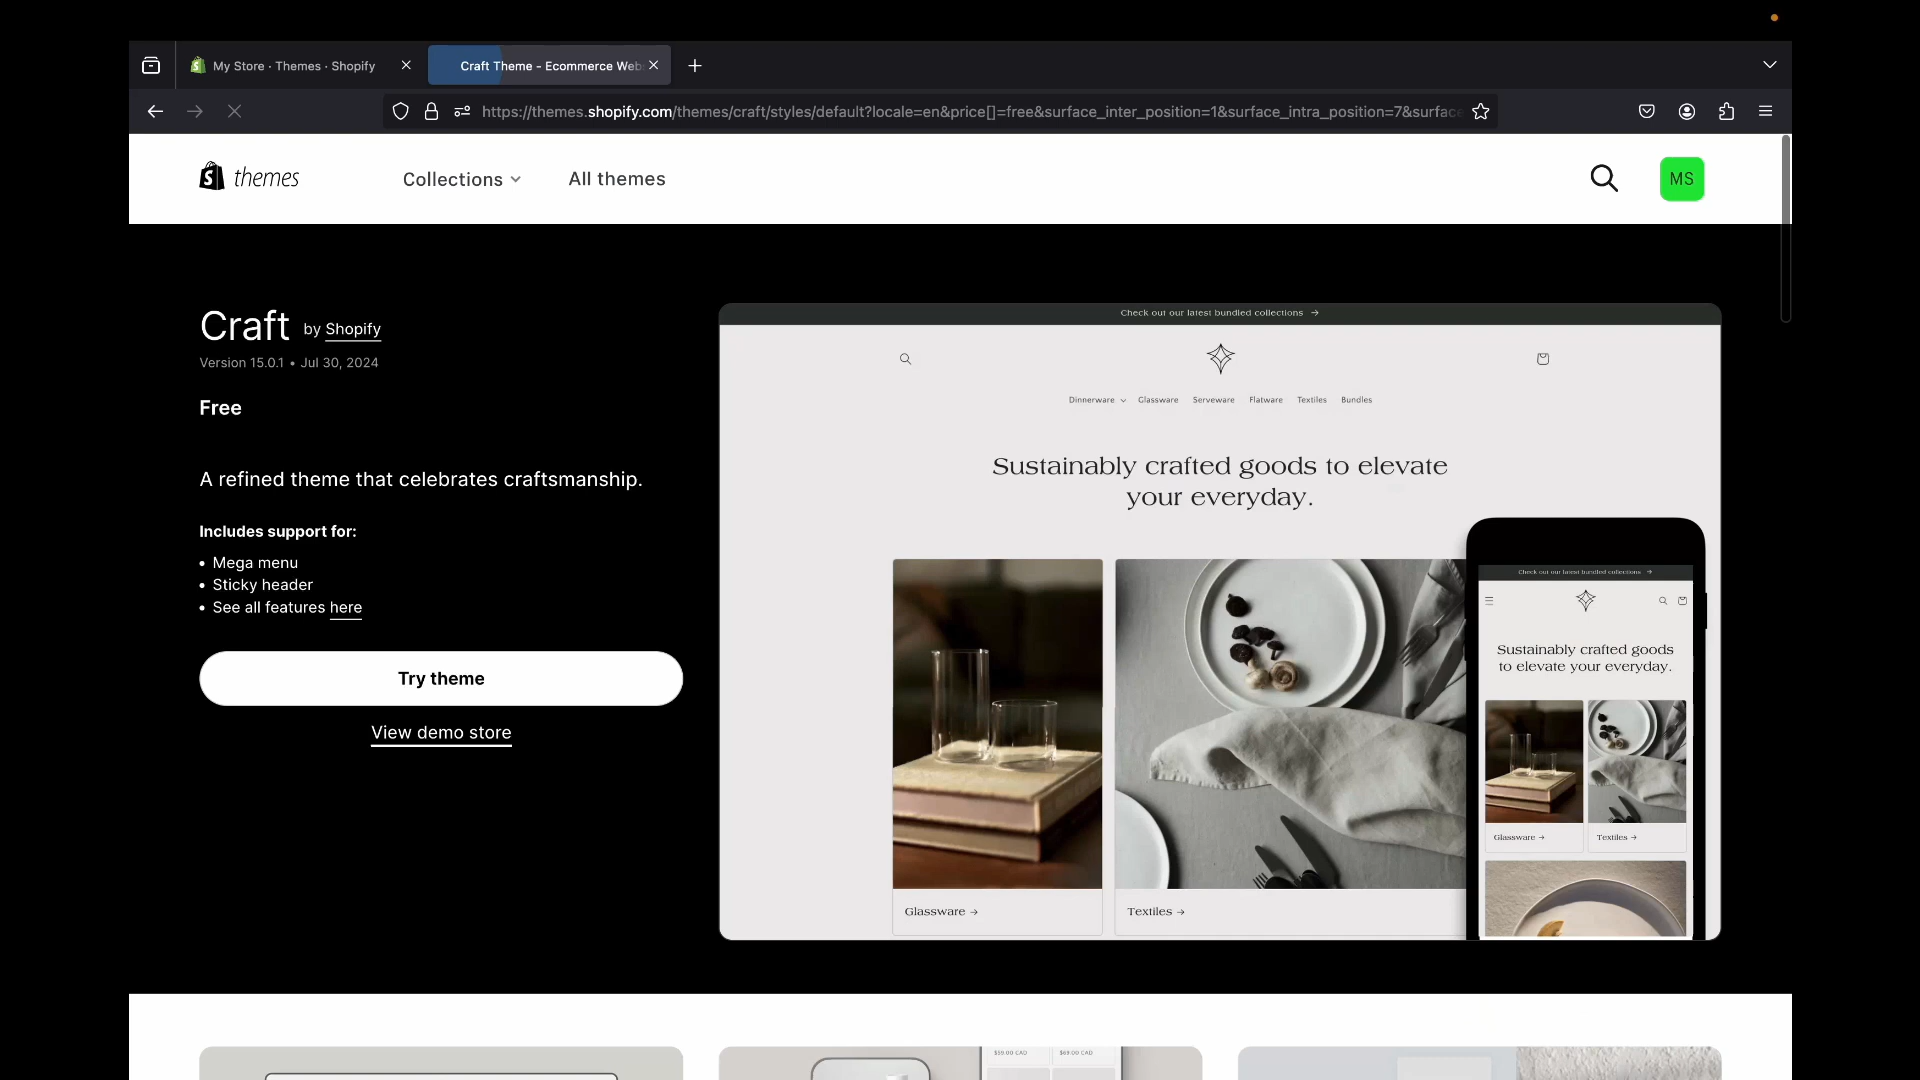 My Store · Themes · Shopify
Craft Theme - Ecommerce Web
https://themes.shopify.com/themes/craft/styles/default?locale=en&price[]=free&surface_inter_position=1&surface_intra_position=7&surface
themes
Collections
All themes
MS
Craft by Shopify
Version 15.0.1 • Jul 30, 2024
Free
A refined theme that celebrates craftsmanship.
Includes support for:
• Mega menu
• Sticky header
• See all features here
Try theme
View demo store
Check out our latest bundled collections →
Dinnerware Glassware Serveware Flatware Textiles Bundles
Sustainably crafted goods to elevate
your everyday.
Glassware →
Textiles →
Check out our latest bundled collections →
Sustainably crafted goods
to elevate your everyday.
Glassware →
Textiles →
$59.00 CAD
$69.00 CAD